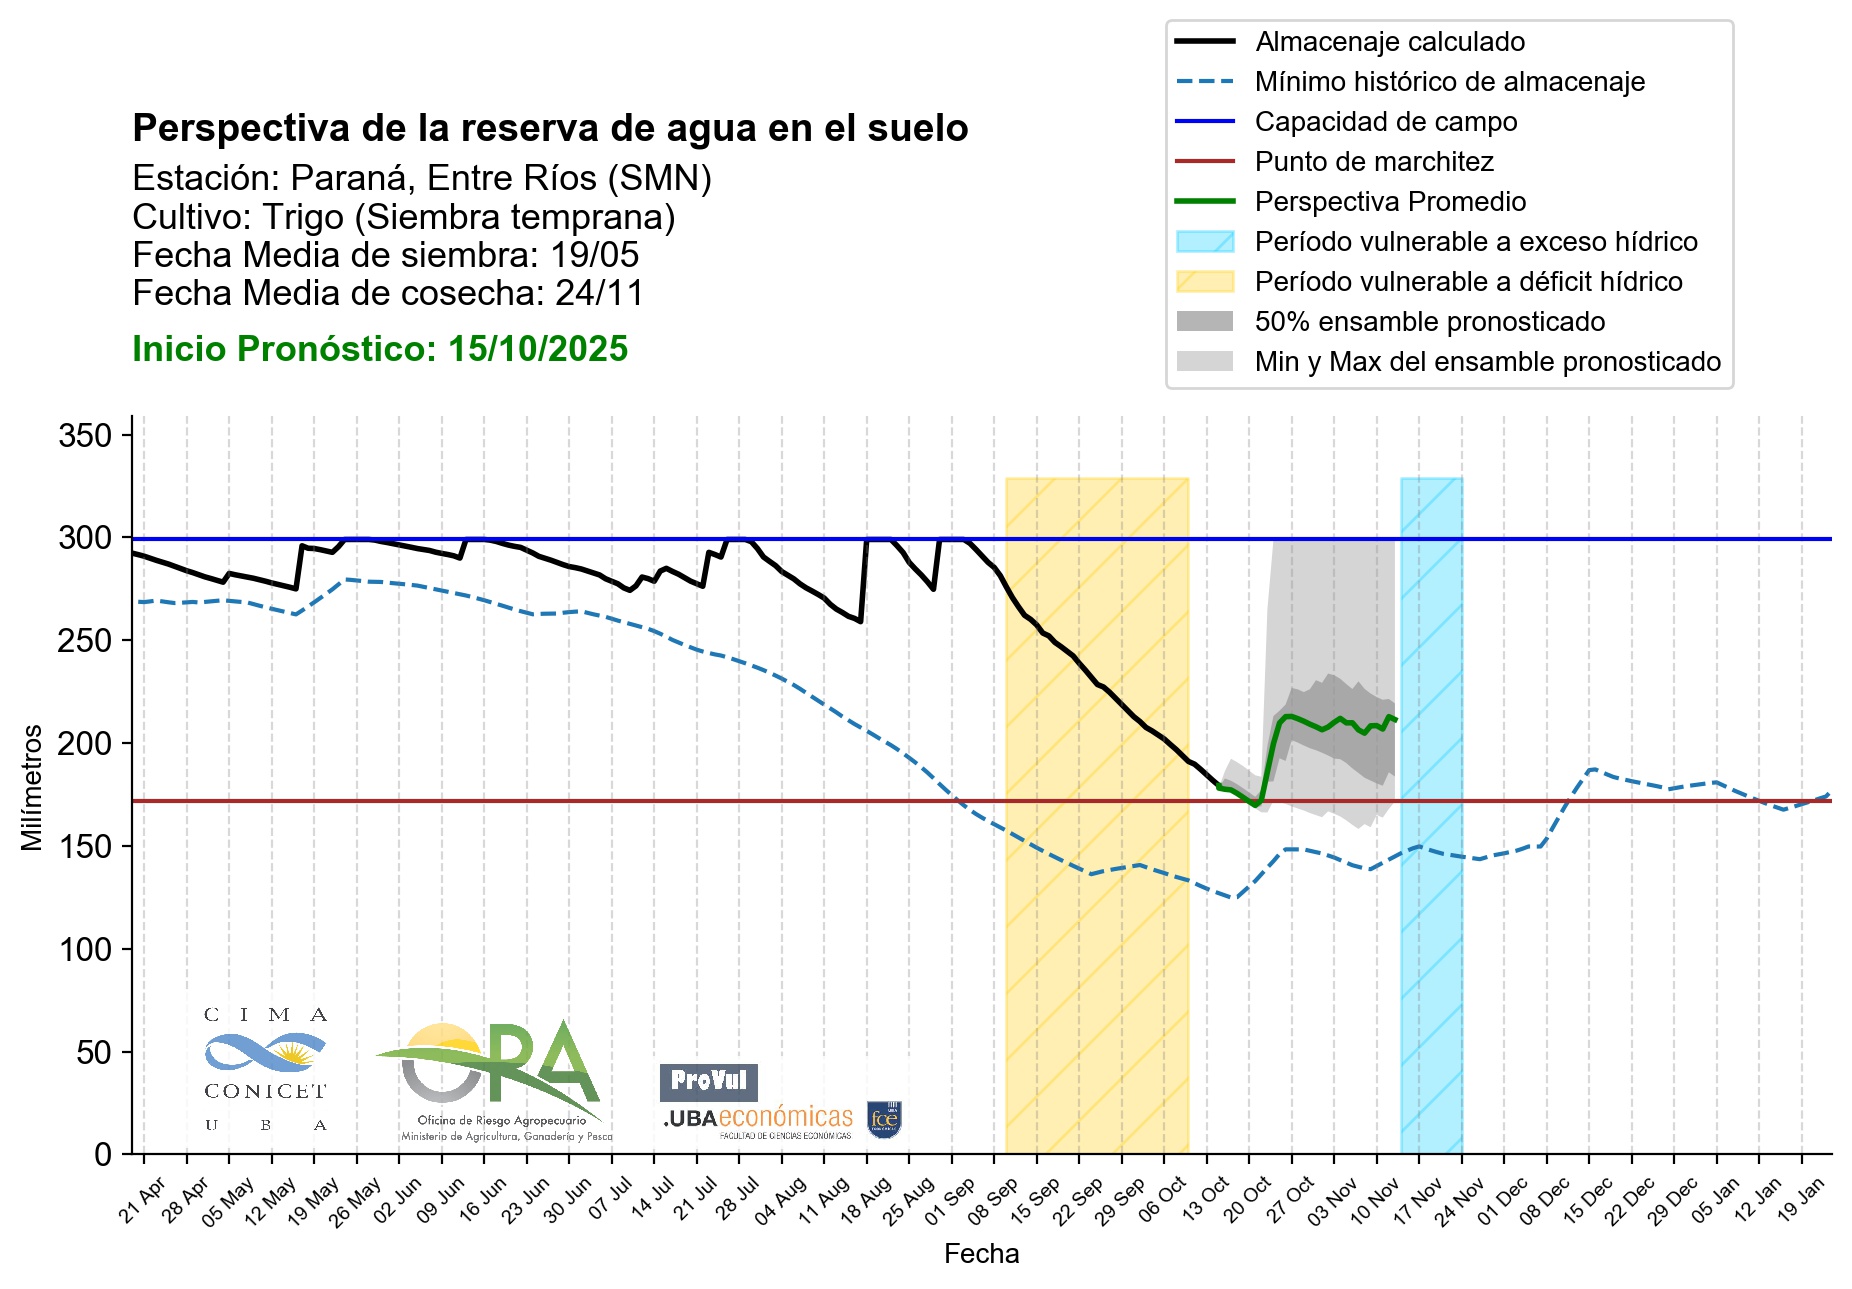 Almacenaje calculado
Mínimo histórico de almacenaje
Capacidad de campo
Punto de marchitez
Perspectiva Promedio
Período vulnerable a exceso hídrico
Período vulnerable a déficit hídrico
50% ensamble pronosticado
Min y Max del ensamble pronosticado
Perspectiva de la reserva de agua en el suelo
Estación: Paraná, Entre Ríos (SMN)
Cultivo: Trigo (Siembra temprana)
Fecha Media de siembra: 19/05
Fecha Media de cosecha: 24/11
Inicio Pronóstico: 15/10/2025
Milímetros
350
300
250
200
150
100
50
0
CIMA
CONICET
UBA
ORA
Oficina de Riesgo Agropecuario
Ministerio de Agricultura, Ganadería y Pesca
ProVul
.UBAeconómicas
FACULTAD DE CIENCIAS ECONÓMICAS
fce
21 Apr
28 Apr
05 May
12 May
19 May
26 May
02 Jun
09 Jun
16 Jun
23 Jun
30 Jun
07 Jul
14 Jul
21 Jul
28 Jul
04 Aug
11 Aug
18 Aug
25 Aug
01 Sep
08 Sep
15 Sep
22 Sep
29 Sep
06 Oct
13 Oct
20 Oct
27 Oct
03 Nov
10 Nov
17 Nov
24 Nov
01 Dec
08 Dec
15 Dec
22 Dec
29 Dec
05 Jan
12 Jan
19 Jan
Fecha